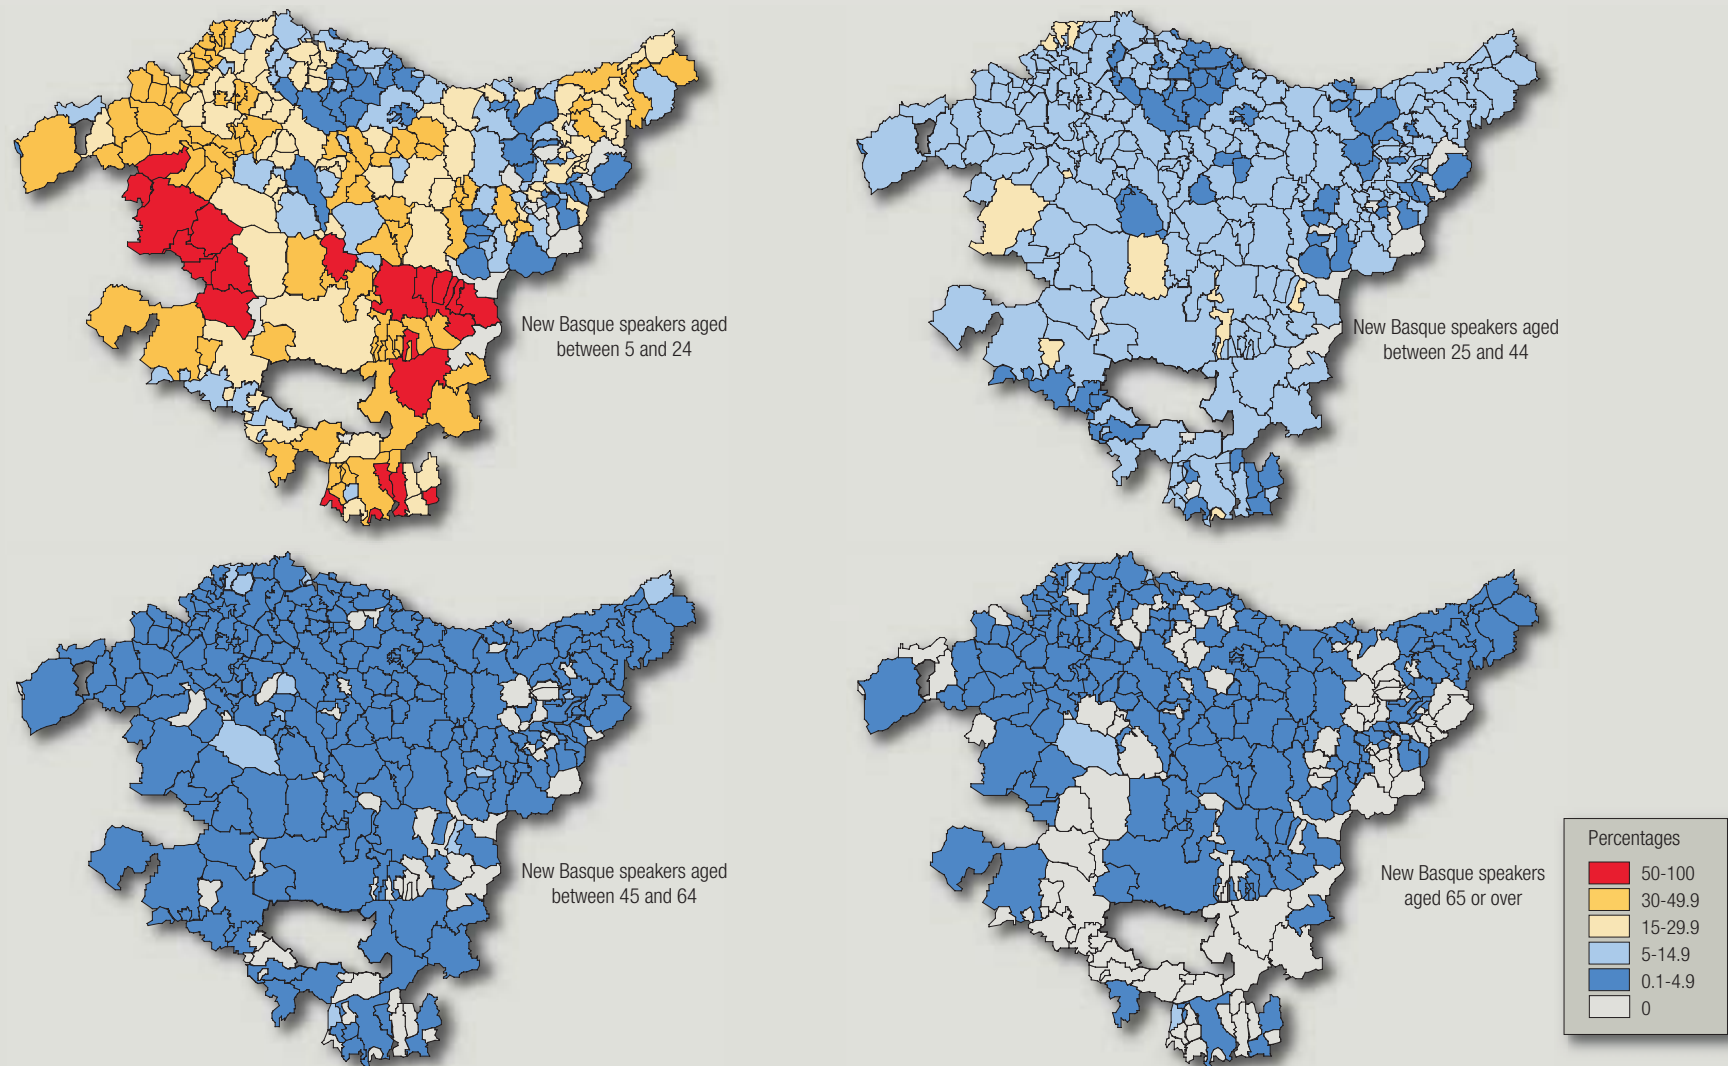 New Basque speakers aged
between 5 and 24
New Basque speakers aged
between 25 and 44
New Basque speakers aged
between 45 and 64
New Basque speakers
aged 65 or over
Percentages
50-100
30-49.9
15-29.9
5-14.9
0.1-4.9
0